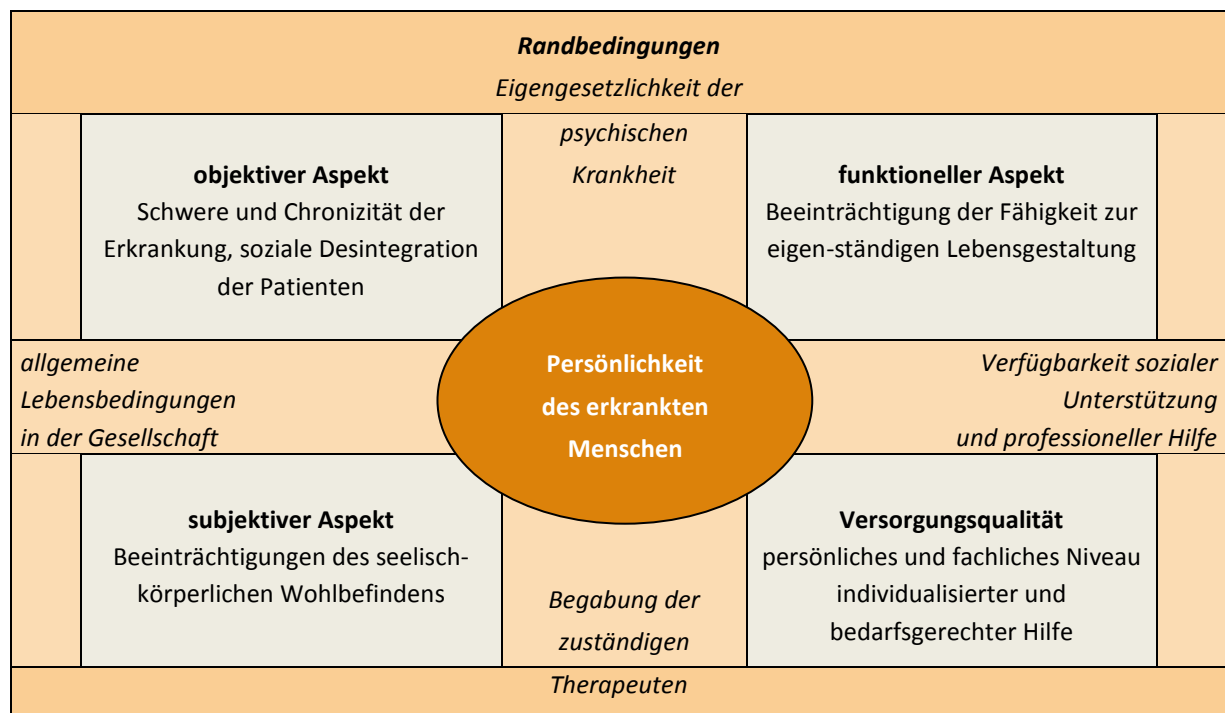 Randbedingungen
Eigengesetzlichkeit der
psychischen
Krankheit
objektiver Aspekt
Schwere und Chronizität der
Erkrankung, soziale Desintegration
der Patienten
funktioneller Aspekt
Beeinträchtigung der Fähigkeit zur
eigen-ständigen Lebensgestaltung
allgemeine
Lebensbedingungen
in der Gesellschaft
Persönlichkeit
des erkrankten
Menschen
Verfügbarkeit sozialer
Unterstützung
und professioneller Hilfe
subjektiver Aspekt
Beeinträchtigungen des seelisch-
körperlichen Wohlbefindens
Versorgungsqualität
persönliches und fachliches Niveau
individualisierter und
bedarfsgerechter Hilfe
Begabung der
zuständigen
Therapeuten